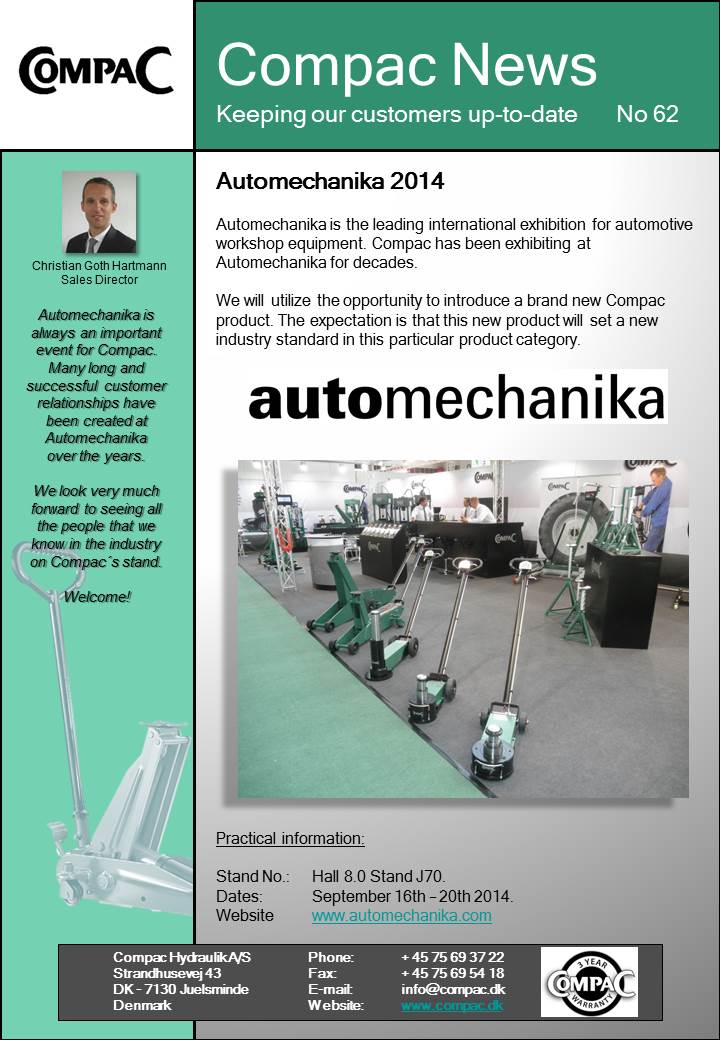 COMPAC
Compac News
Keeping our customers up-to-date No 62
Christian Goth Hartmann
Sales Director
Automechanika is
always an important
event for Compac.
Many long and
successful customer
relationships have
been created at
Automechanika
over the years.
We look very much
forward to seeing all
the people that we
know in the industry
on Compac´s stand.
Welcome!
Automechanika 2014
Automechanika is the leading international exhibition for automotive
workshop equipment. Compac has been exhibiting at
Automechanika for decades.
We will utilize the opportunity to introduce a brand new Compac
product. The expectation is that this new product will set a new
industry standard in this particular product category.
automechanika
COMPAC
COMPAC
COMPAC
COMPAC
COMPAC
Practical information:
Stand No.: Hall 8.0 Stand J70.
Dates: September 16th – 20th 2014.
Website www.automechanika.com
Compac Hydraulik A/S Phone: + 45 75 69 37 22
Strandhusevej 43 Fax: + 45 75 69 54 18
DK - 7130 Juelsminde E-mail: info@compac.dk
Denmark Website: www.compac.dk
3 YEAR
COMPAC
WARRANTY